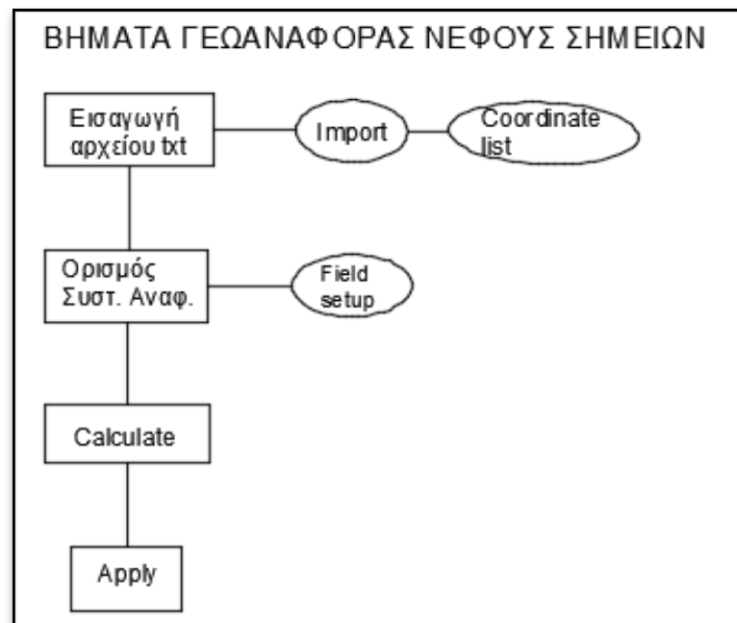 ΒΗΜΑΤΑ ΓΕΩΑΝΑΦΟΡΑΣ ΝΕΦΟΥΣ ΣΗΜΕΙΩΝ
Εισαγωγή
αρχείου txt
Import
Coordinate
list
Ορισμός
Συστ. Αναφ.
Field
setup
Calculate
Apply